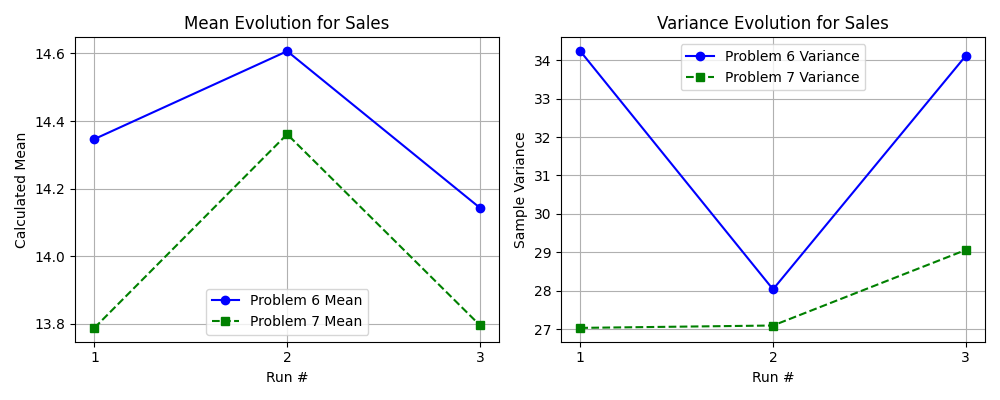 Mean Evolution for Sales
Calculated Mean
14.6
14.4
14.2
14.0
13.8
Problem 6 Mean
Problem 7 Mean
1
2
3
Run #
Variance Evolution for Sales
Sample Variance
34
33
32
31
30
29
28
27
Problem 6 Variance
Problem 7 Variance
1
2
3
Run #